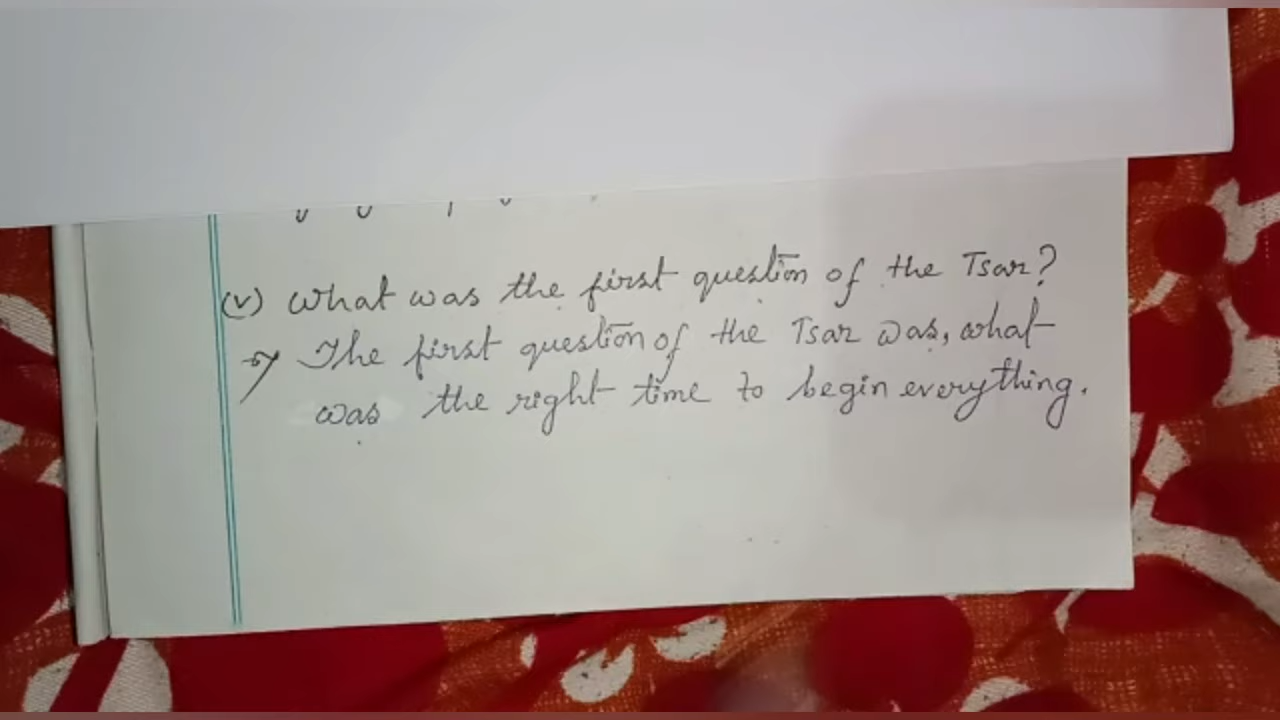 (v) What was the first question of the Tsar?
The first question of the Tsar was, what
was the right time to begin everything.